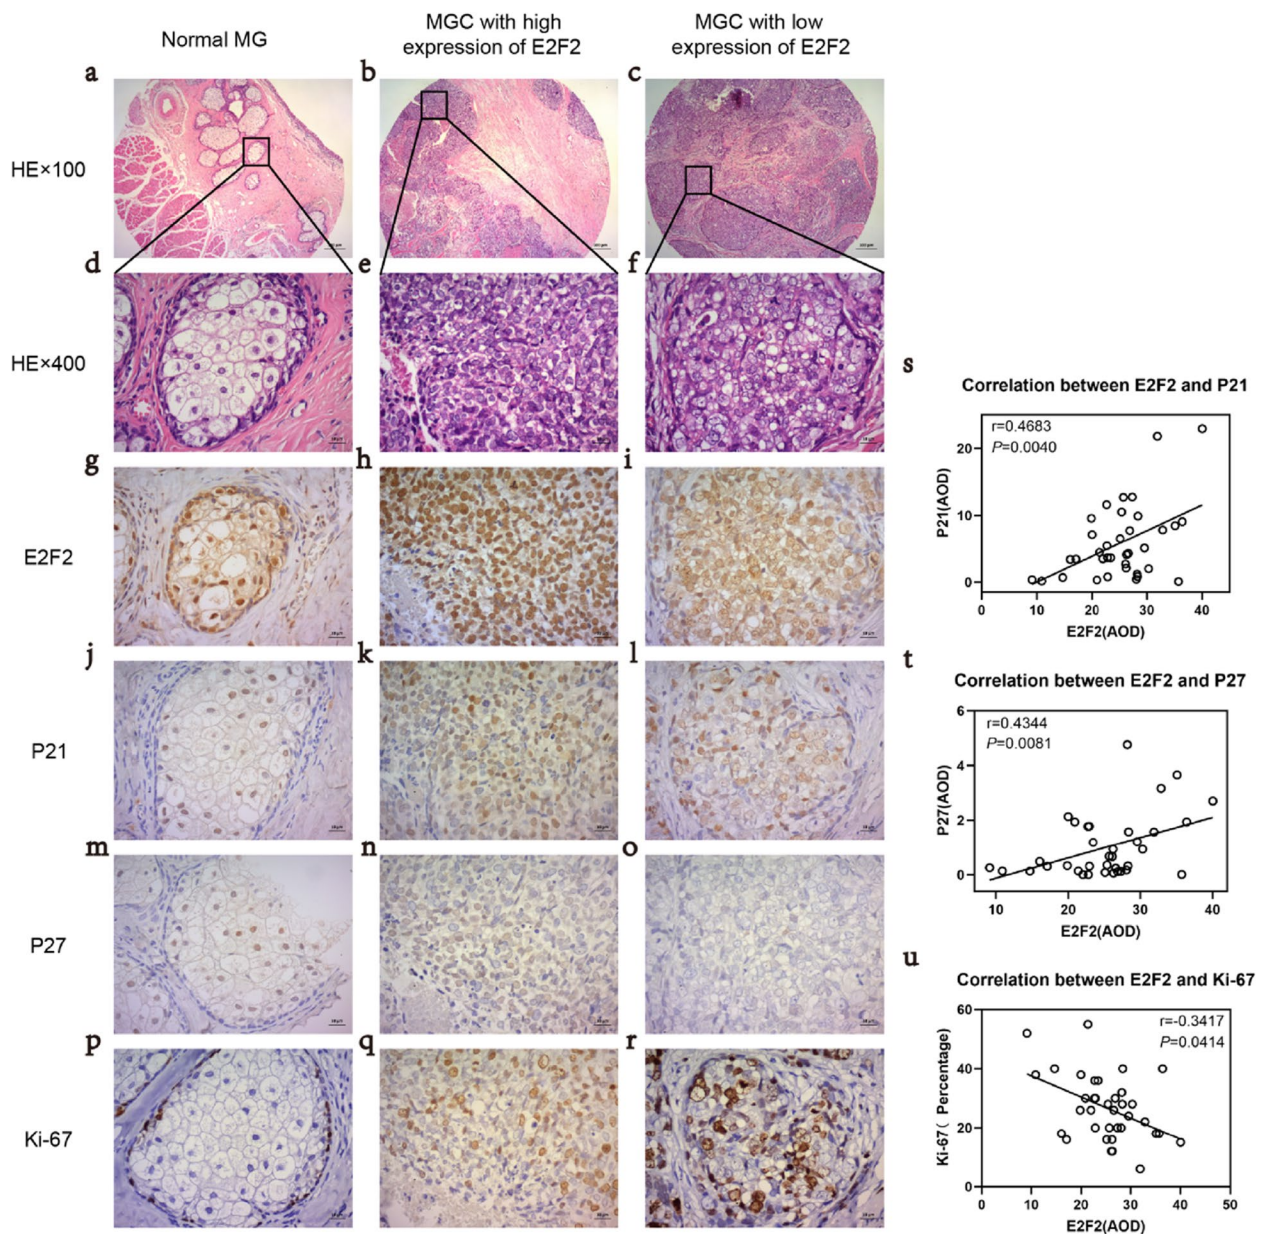 Normal MG
MGC with high
expression of E2F2
MGC with low
expression of E2F2
a
b
c
HE×100
d
e
f
HE×400
g
h
i
E2F2
j
k
l
P21
m
n
o
P27
p
q
r
Ki-67
s
Correlation between E2F2 and P21
r=0.4683
P=0.0040
P21(AOD)
20
10
0
0
10
20
30
40
E2F2(AOD)
t
Correlation between E2F2 and P27
r=0.4344
P=0.0081
P27(AOD)
6
4
2
0
10
20
30
40
E2F2(AOD)
u
Correlation between E2F2 and Ki-67
r=-0.3417
P=0.0414
Ki-67( Percentage)
60
40
20
0
0
10
20
30
40
50
E2F2(AOD)